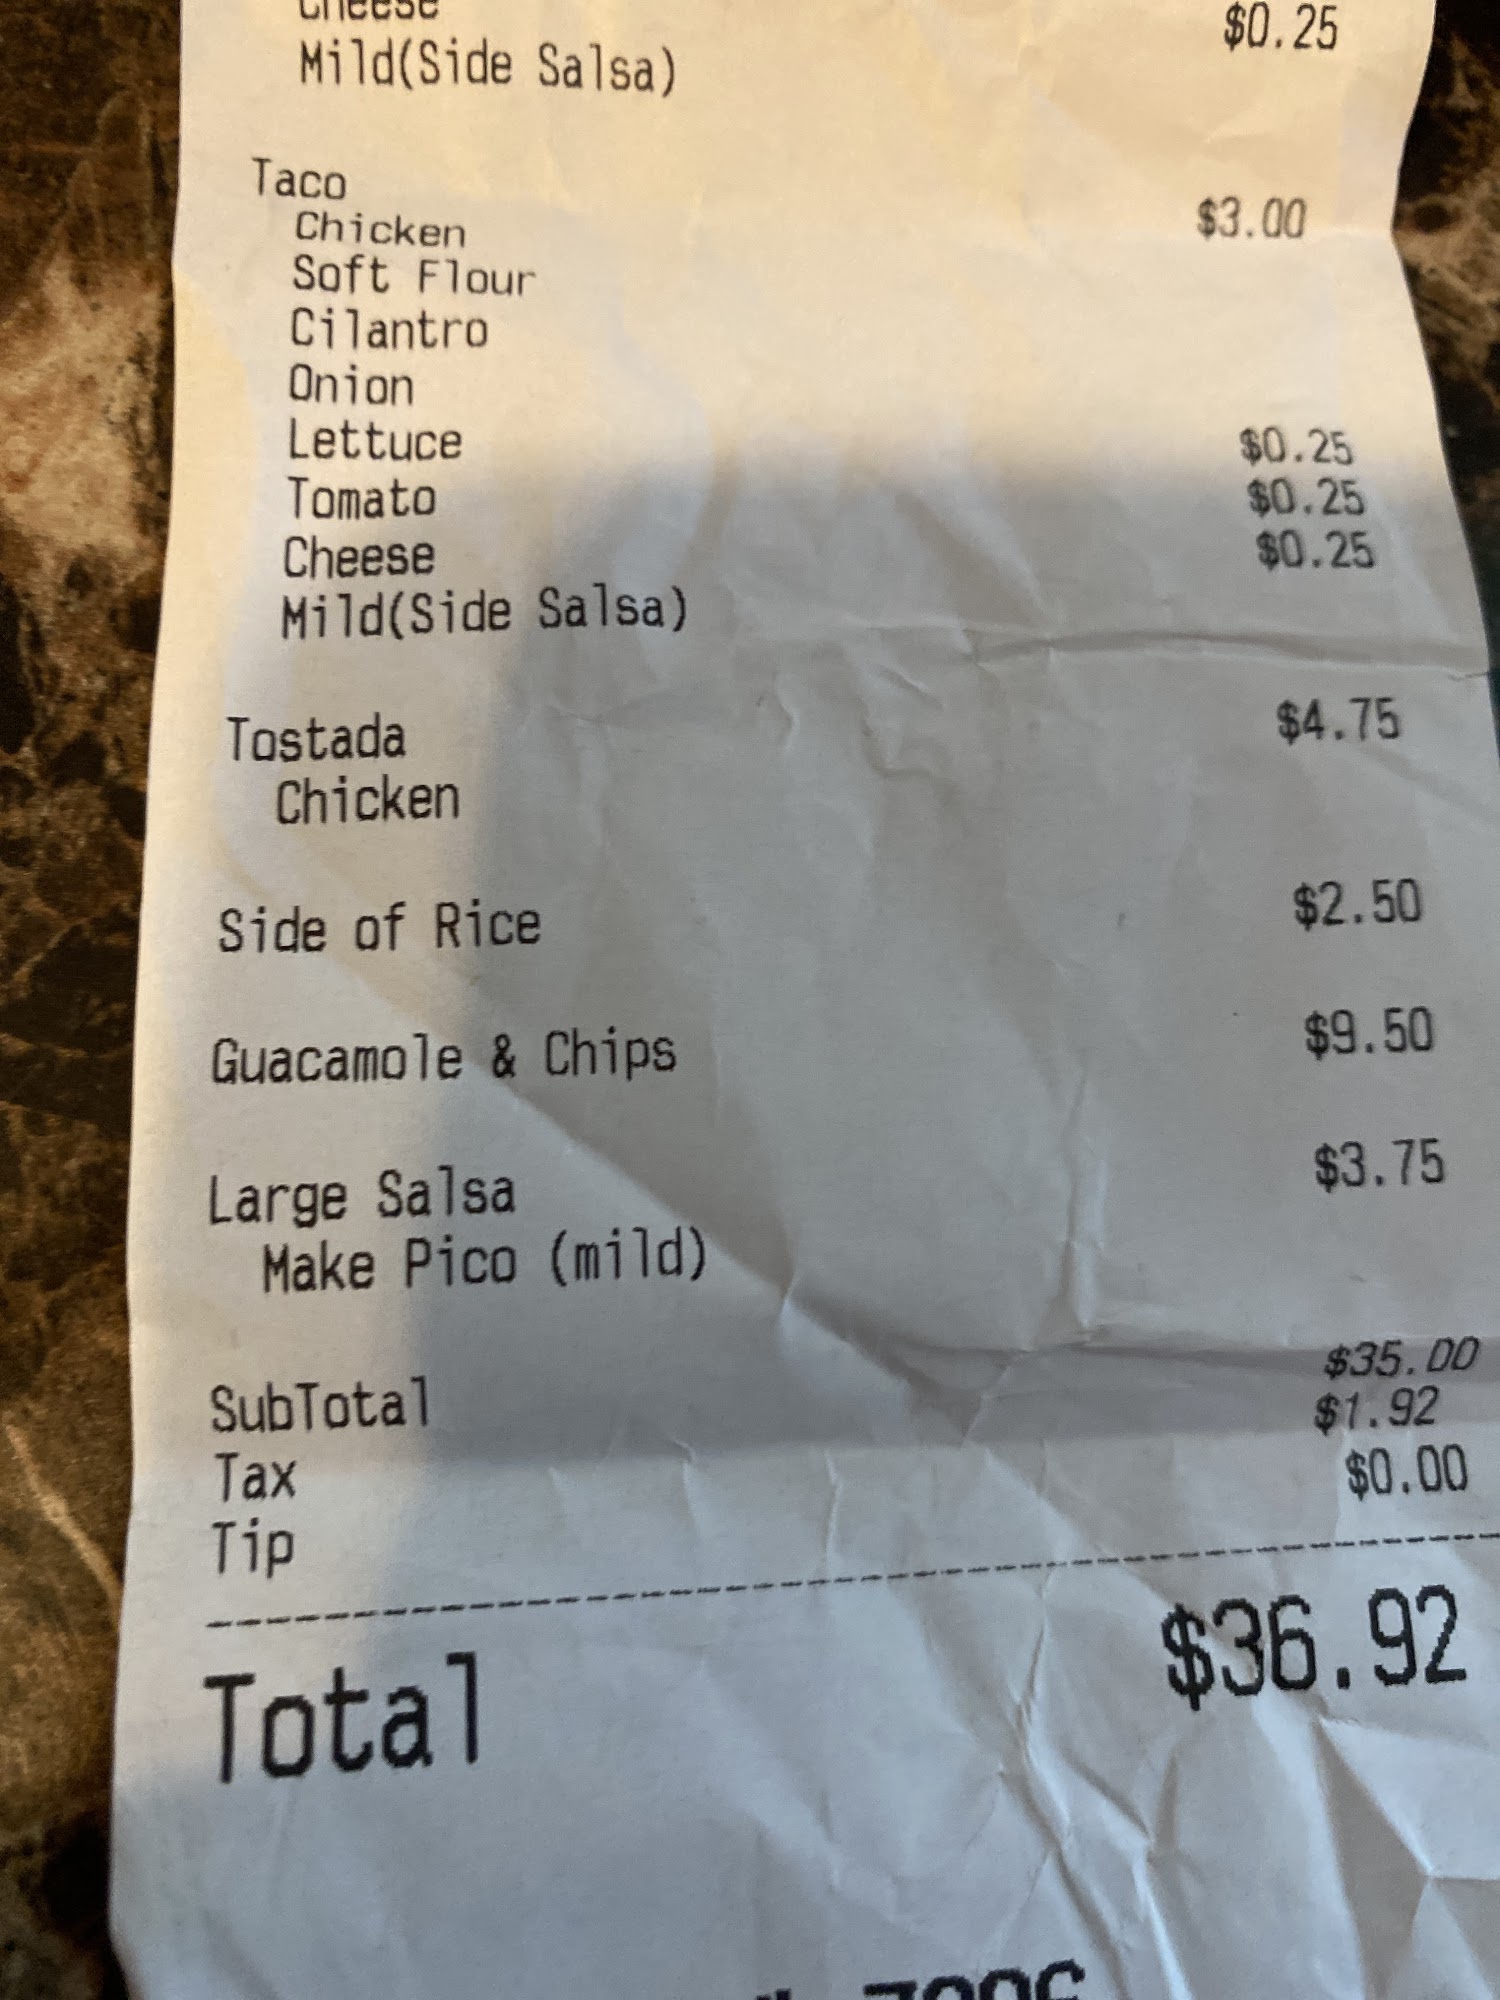 Cheese $0.25
Mild(Side Salsa)
Taco $3.00
Chicken
Soft Flour
Cilantro
Onion
Lettuce $0.25
Tomato $0.25
Cheese $0.25
Mild(Side Salsa)
Tostada $4.75
Chicken
Side of Rice $2.50
Guacamole & Chips $9.50
Large Salsa $3.75
Make Pico (mild)
SubTotal $35.00
Tax $1.92
Tip $0.00
Total $36.92